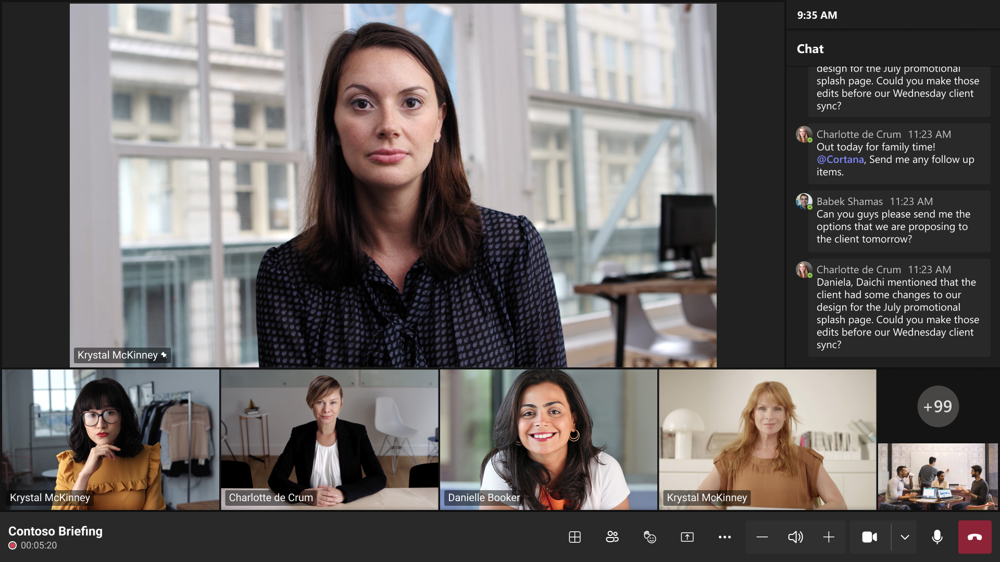 9:35 AM
Chat
design for the July promotional
splash page. Could you make those
edits before our Wednesday client
sync?
Charlotte de Crum 11:23 AM
Out today for family time!
@Cortana, Send me any follow up
items.
Babek Shamas 11:23 AM
Can you guys please send me the
options that we are proposing to
the client tomorrow?
Charlotte de Crum 11:23 AM
Daniela, Daichi mentioned that the
client had some changes to our
design for the July promotional
splash page. Could you make those
edits before our Wednesday client
sync?
Krystal McKinney
Krystal McKinney
Charlotte de Crum
Danielle Booker
Krystal McKinney
+99
Contoso Briefing
00:05:20